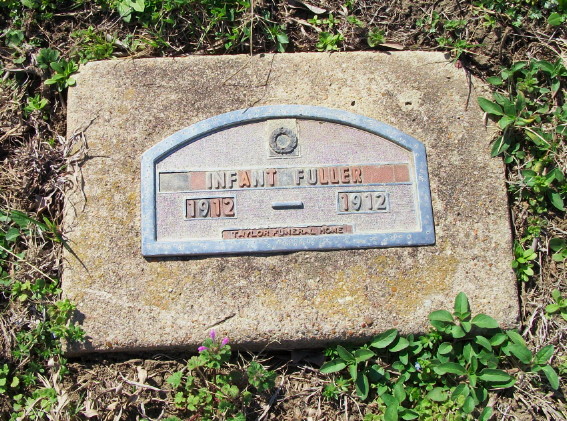 INFANT FULLER
1912 — 1912
TAYLOR FUNERAL HOME